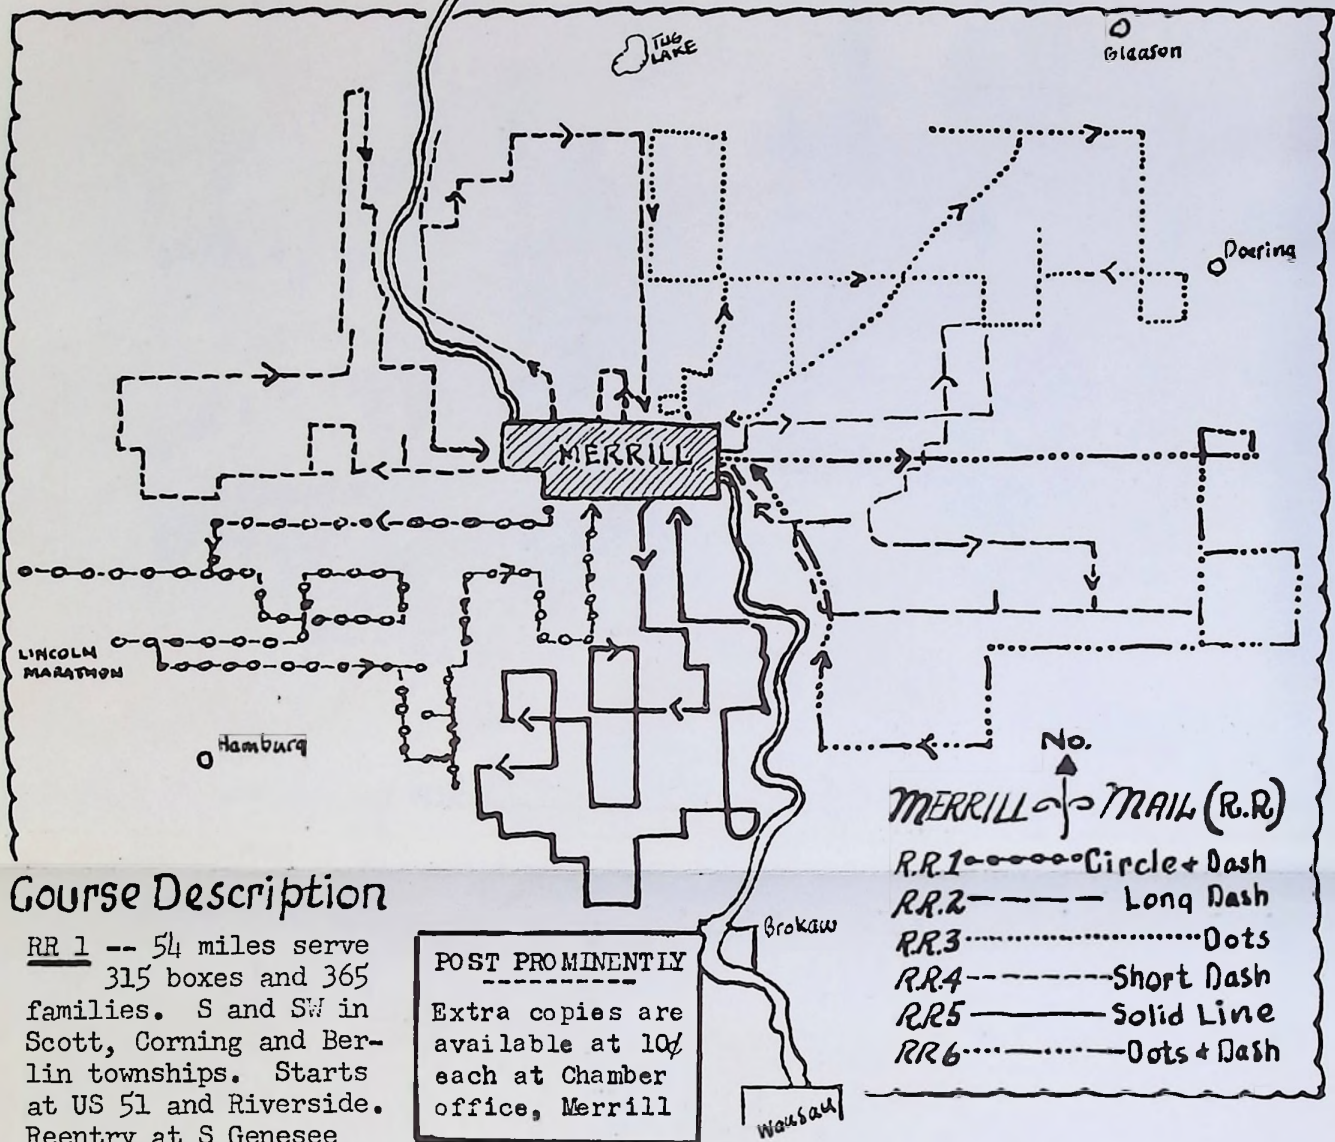 TUG
LAKE
Gleason
Doering
MERRILL
LINCOLN
MARATHON
Hamburg
No.
MERRILL MAIL (R.R)
R.R.1 Circle + Dash
R.R.2 Long Dash
R.R.3 Dots
R.R.4 Short Dash
R.R.5 Solid Line
R.R.6 Dots + Dash
Brokaw
Wausau
Course Description
RR 1 -- 54 miles serve
315 boxes and 365
families. S and SW in
Scott, Corning and Ber-
lin townships. Starts
at US 51 and Riverside.
Reentry at S Genesee
POST PROMINENTLY
Extra copies are
available at 10¢
each at Chamber
office, Merrill